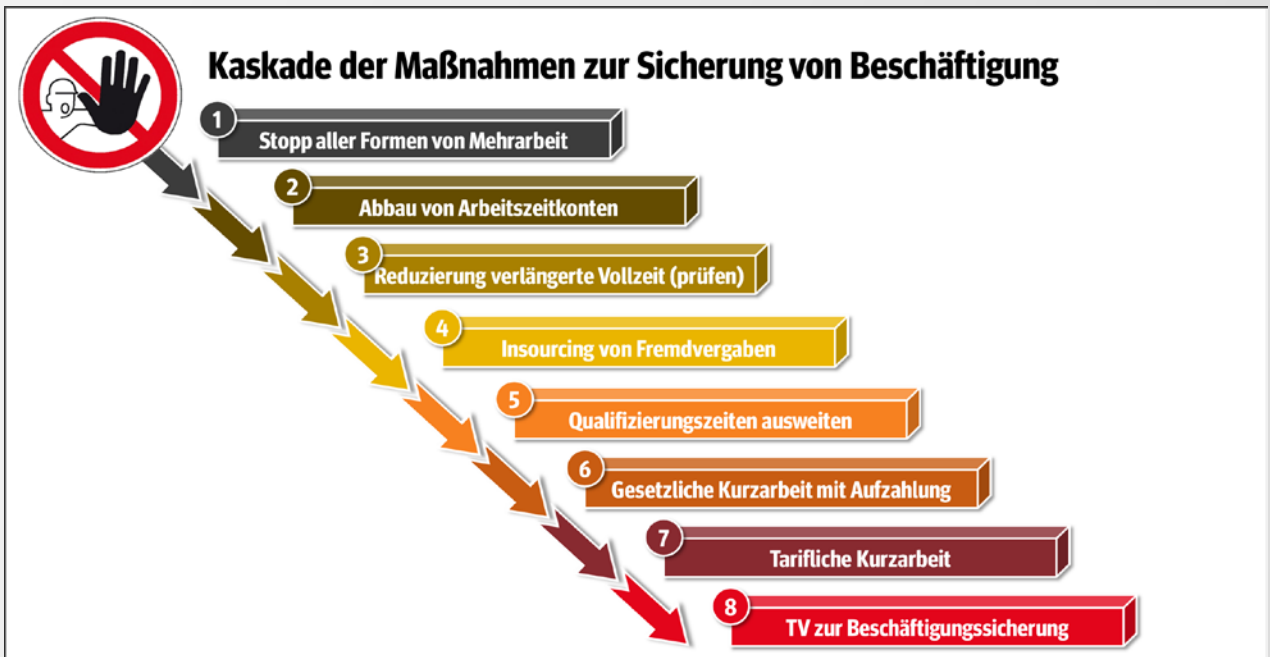 Kaskade der Maßnahmen zur Sicherung von Beschäftigung
1
Stopp aller Formen von Mehrarbeit
2
Abbau von Arbeitszeitkonten
3
Reduzierung verlängerte Vollzeit (prüfen)
4
Insourcing von Fremdvergaben
5
Qualifizierungszeiten ausweiten
6
Gesetzliche Kurzarbeit mit Aufzahlung
7
Tarifliche Kurzarbeit
8
TV zur Beschäftigungssicherung